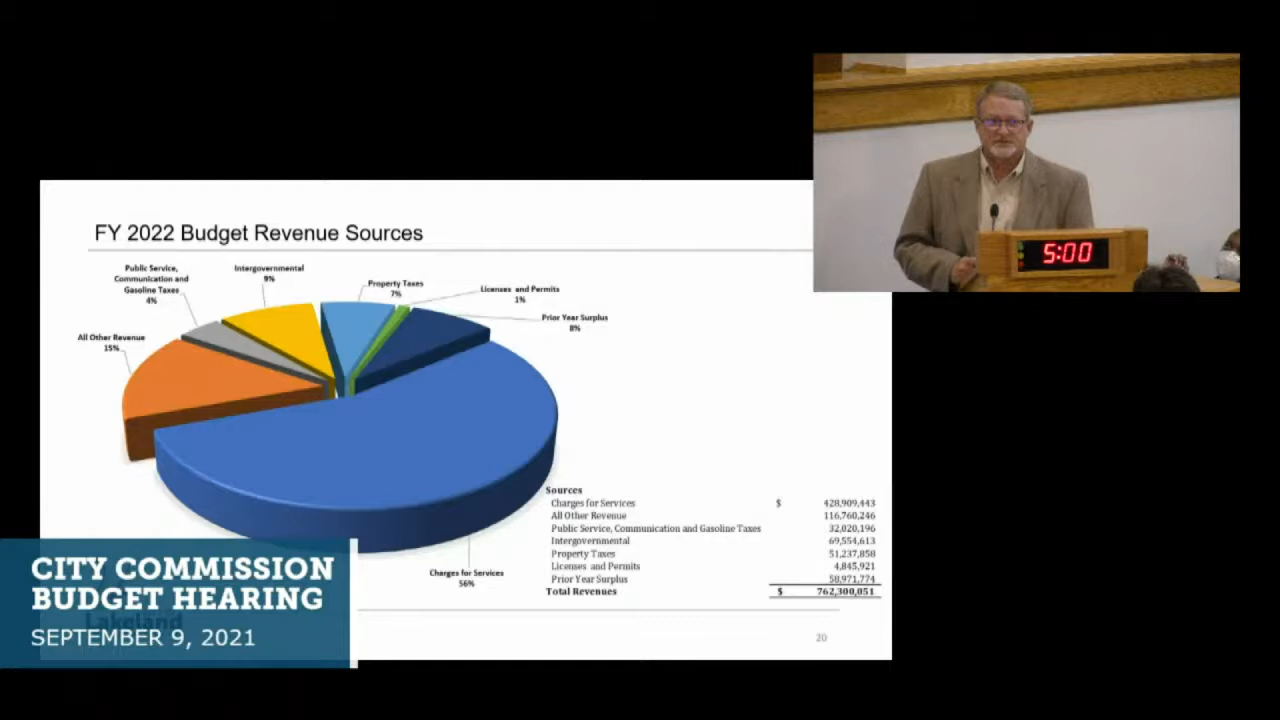 FY 2022 Budget Revenue Sources
Public Service,
Communication and
Gasoline Taxes
4%
Intergovernmental
9%
Property Taxes
7%
Licenses and Permits
1%
Prior Year Surplus
8%
All Other Revenue
15%
5:00
Sources
Charges for Services $ 428,909,443
All Other Revenue 116,760,246
Public Service, Communication and Gasoline Taxes 32,020,196
Intergovernmental 69,554,613
Property Taxes 51,237,858
Licenses and Permits 4,845,921
Prior Year Surplus 58,971,774
Total Revenues $ 762,300,051
Charges for Services
56%
CITY COMMISSION
BUDGET HEARING
Lakeland
SEPTEMBER 9, 2021
20